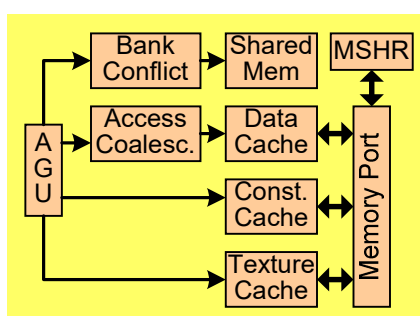 Bank
Conflict
Shared
Mem
MSHR
Access
Coalesc.
Data
Cache
A
G
U
Const.
Cache
Memory Port
Texture
Cache